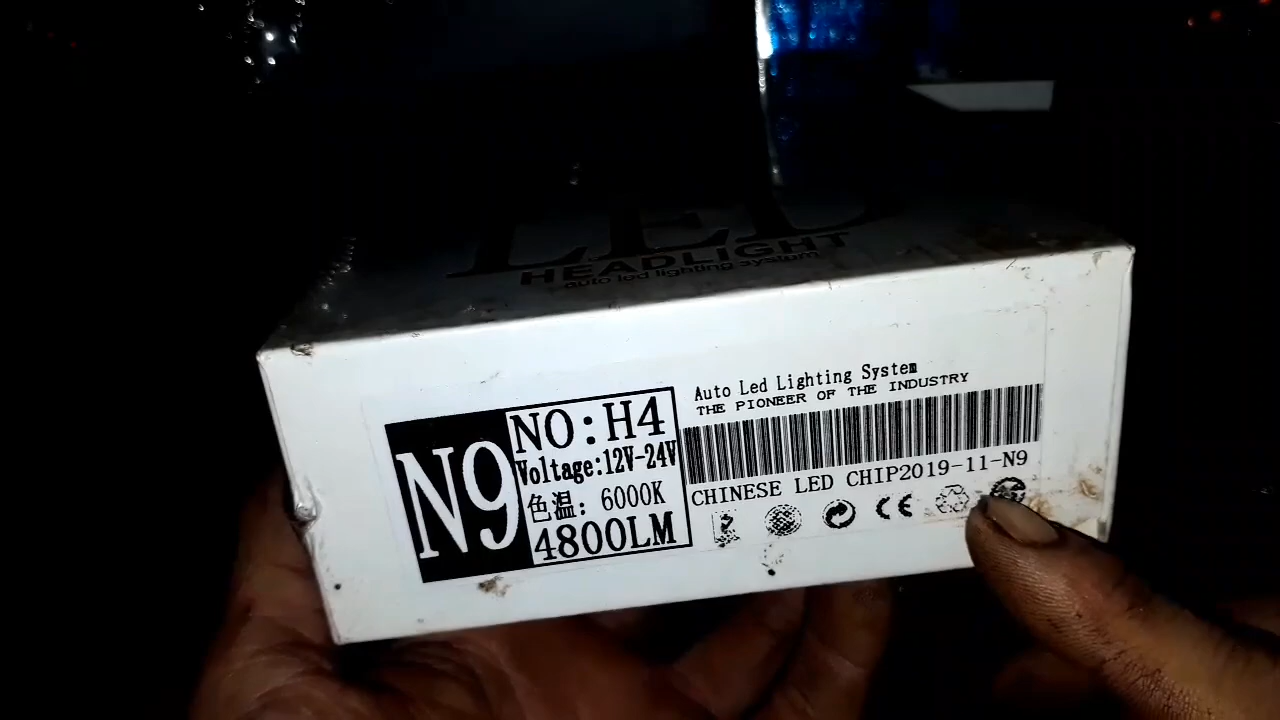 LED
HEADLIGHT
auto led lighting system
N9
NO:H4
Voltage:12V-24V
色温: 6000K
4800LM
Auto Led Lighting System
THE PIONEER OF THE INDUSTRY
CHINESE LED CHIP2019-11-N9
CE